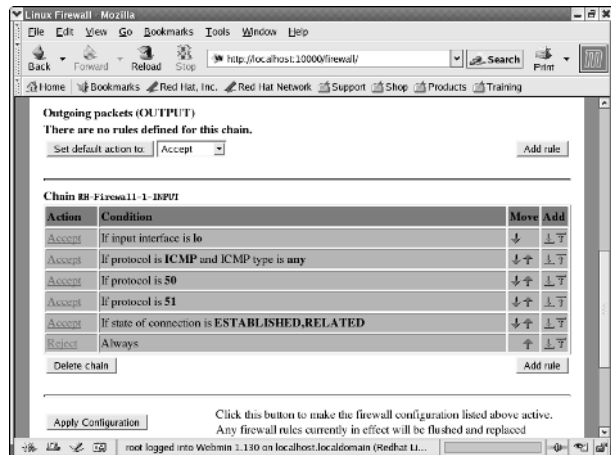 Linux Firewall - Mozilla
File Edit View Go Bookmarks Tools Window Help
Back Forward Reload Stop http://localhost:10000/firewall/ Search Print
Home Bookmarks Red Hat, Inc. Red Hat Network Support Shop Products Training
Outgoing packets (OUTPUT)
There are no rules defined for this chain.
Set default action to: Accept Add rule
Chain RH-Firewall-1-INPUT
Action Condition Move Add
Accept If input interface is lo
Accept If protocol is ICMP and ICMP type is any
Accept If protocol is 50
Accept If protocol is 51
Accept If state of connection is ESTABLISHED,RELATED
Reject Always
Delete chain Add rule
Apply Configuration Click this button to make the firewall configuration listed above active.
Any firewall rules currently in effect will be flushed and replaced
root logged into Webmin 1.130 on localhost.localdomain (Redhat Li...